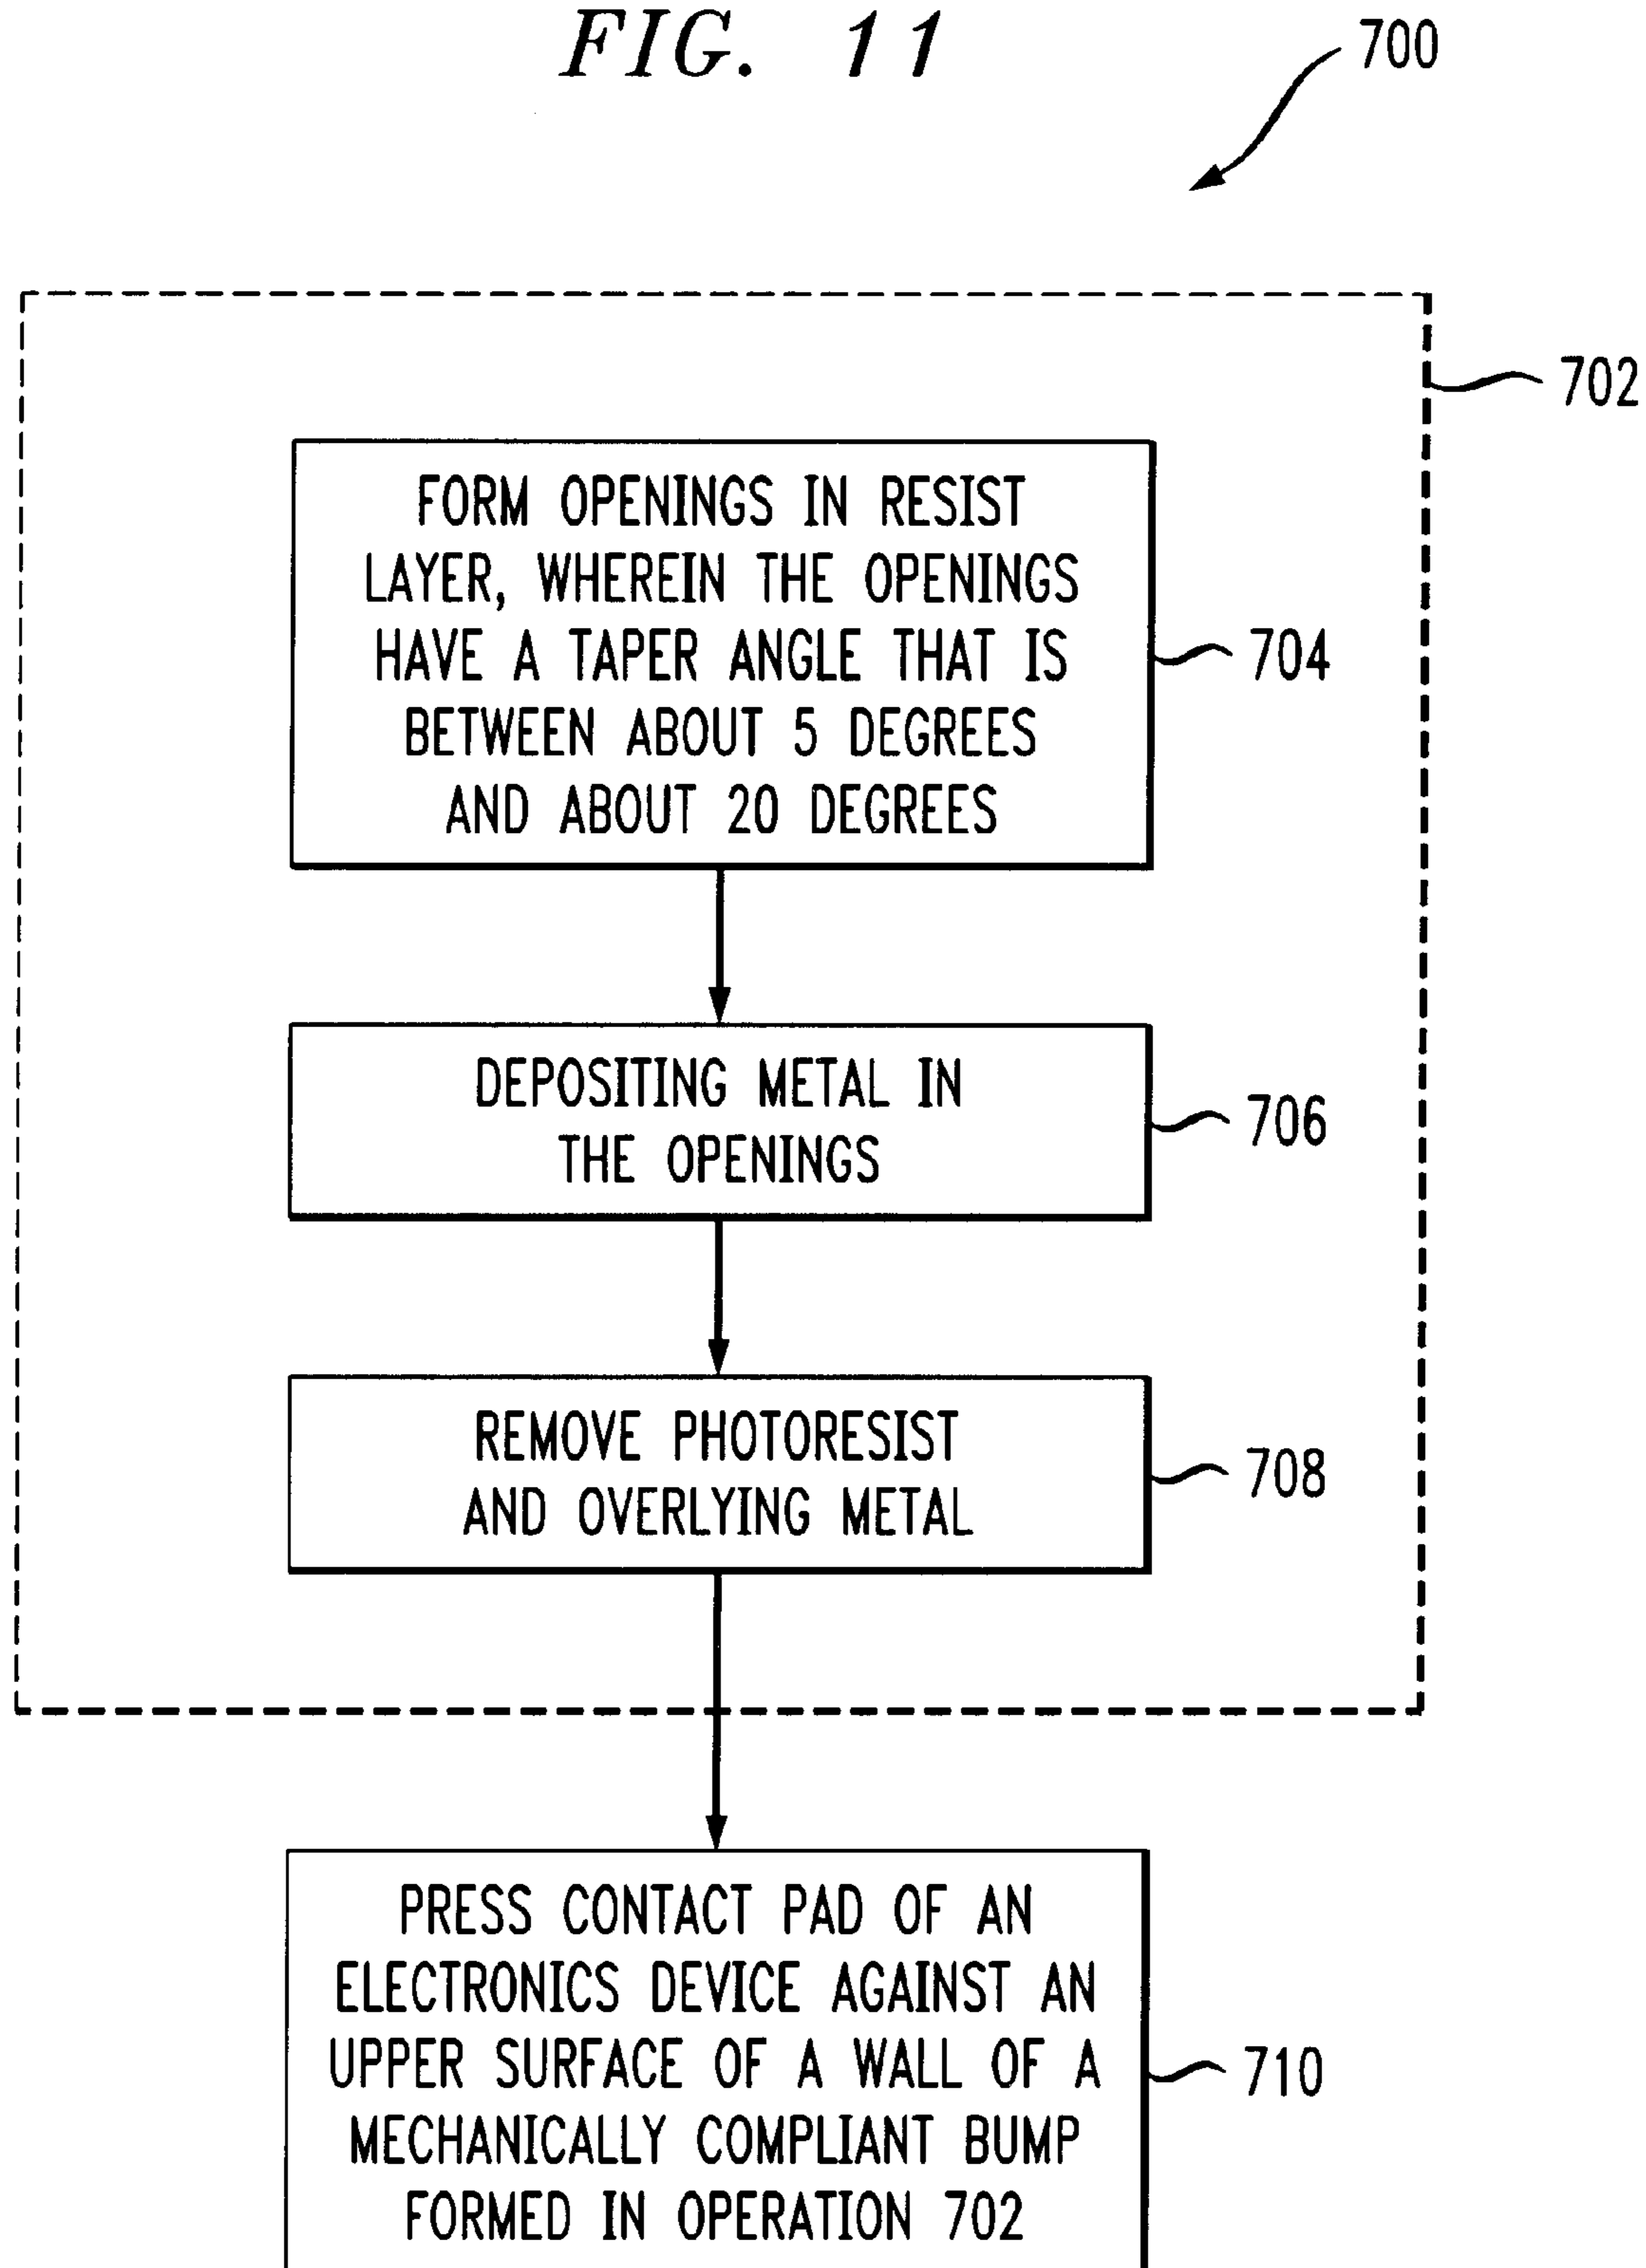 FIG. 11
700
702
FORM OPENINGS IN RESIST
LAYER, WHEREIN THE OPENINGS
HAVE A TAPER ANGLE THAT IS
BETWEEN ABOUT 5 DEGREES
AND ABOUT 20 DEGREES
704
DEPOSITING METAL IN
THE OPENINGS
706
REMOVE PHOTORESIST
AND OVERLYING METAL
708
PRESS CONTACT PAD OF AN
ELECTRONICS DEVICE AGAINST AN
UPPER SURFACE OF A WALL OF A
MECHANICALLY COMPLIANT BUMP
FORMED IN OPERATION 702
710